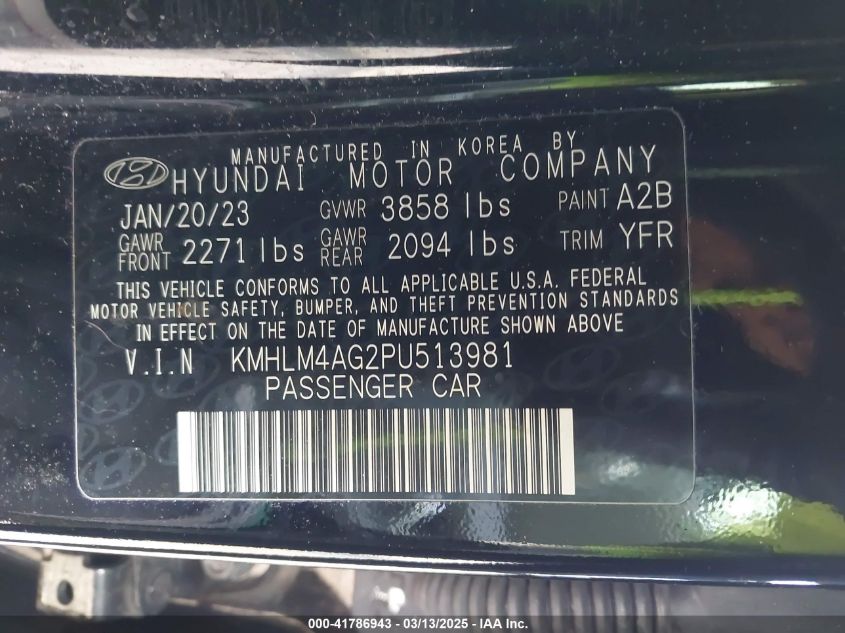 MANUFACTURED IN KOREA BY
HYUNDAI MOTOR COMPANY
JAN/20/23 GVWR 3858 lbs PAINT A2B
GAWR FRONT 2271 lbs GAWR REAR 2094 lbs TRIM YFR
THIS VEHICLE CONFORMS TO ALL APPLICABLE U.S.A. FEDERAL
MOTOR VEHICLE SAFETY, BUMPER, AND THEFT PREVENTION STANDARDS
IN EFFECT ON THE DATE OF MANUFACTURE SHOWN ABOVE
V.I.N KMHLM4AG2PU513981
PASSENGER CAR
000-41786943 / 03/13/2025 - IAA Inc.